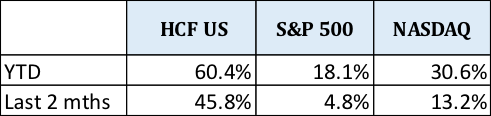 HCF US S&P 500 NASDAQ
YTD 60.4% 18.1% 30.6%
Last 2 mths 45.8% 4.8% 13.2%